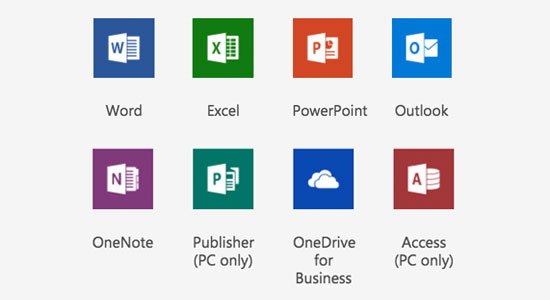 W X P O
Word Excel PowerPoint Outlook
N P A
OneNote Publisher OneDrive Access
(PC only) for (PC only)
Business